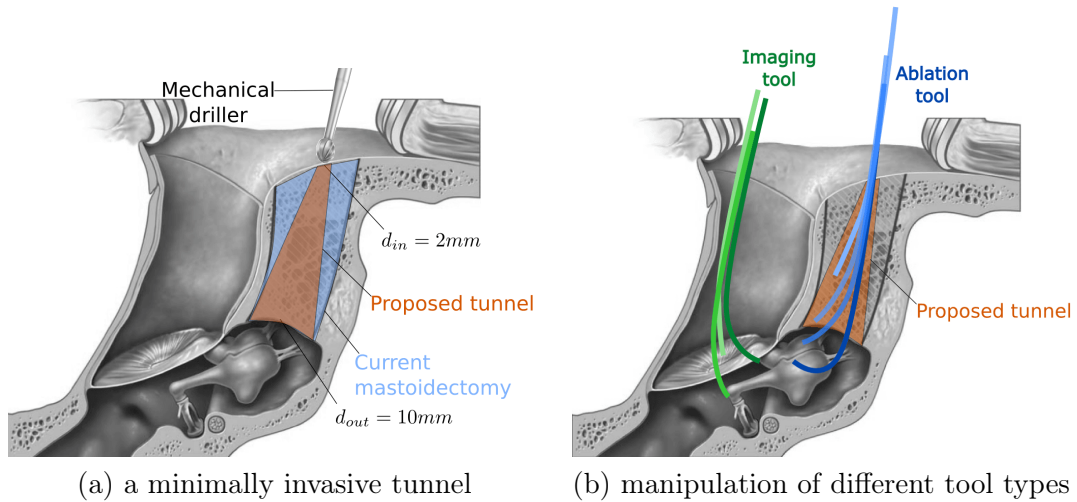 Mechanical
driller
d_in = 2mm
Proposed tunnel
Current
mastoidectomy
d_out = 10mm
(a) a minimally invasive tunnel
Imaging
tool
Ablation
tool
Proposed tunnel
(b) manipulation of different tool types